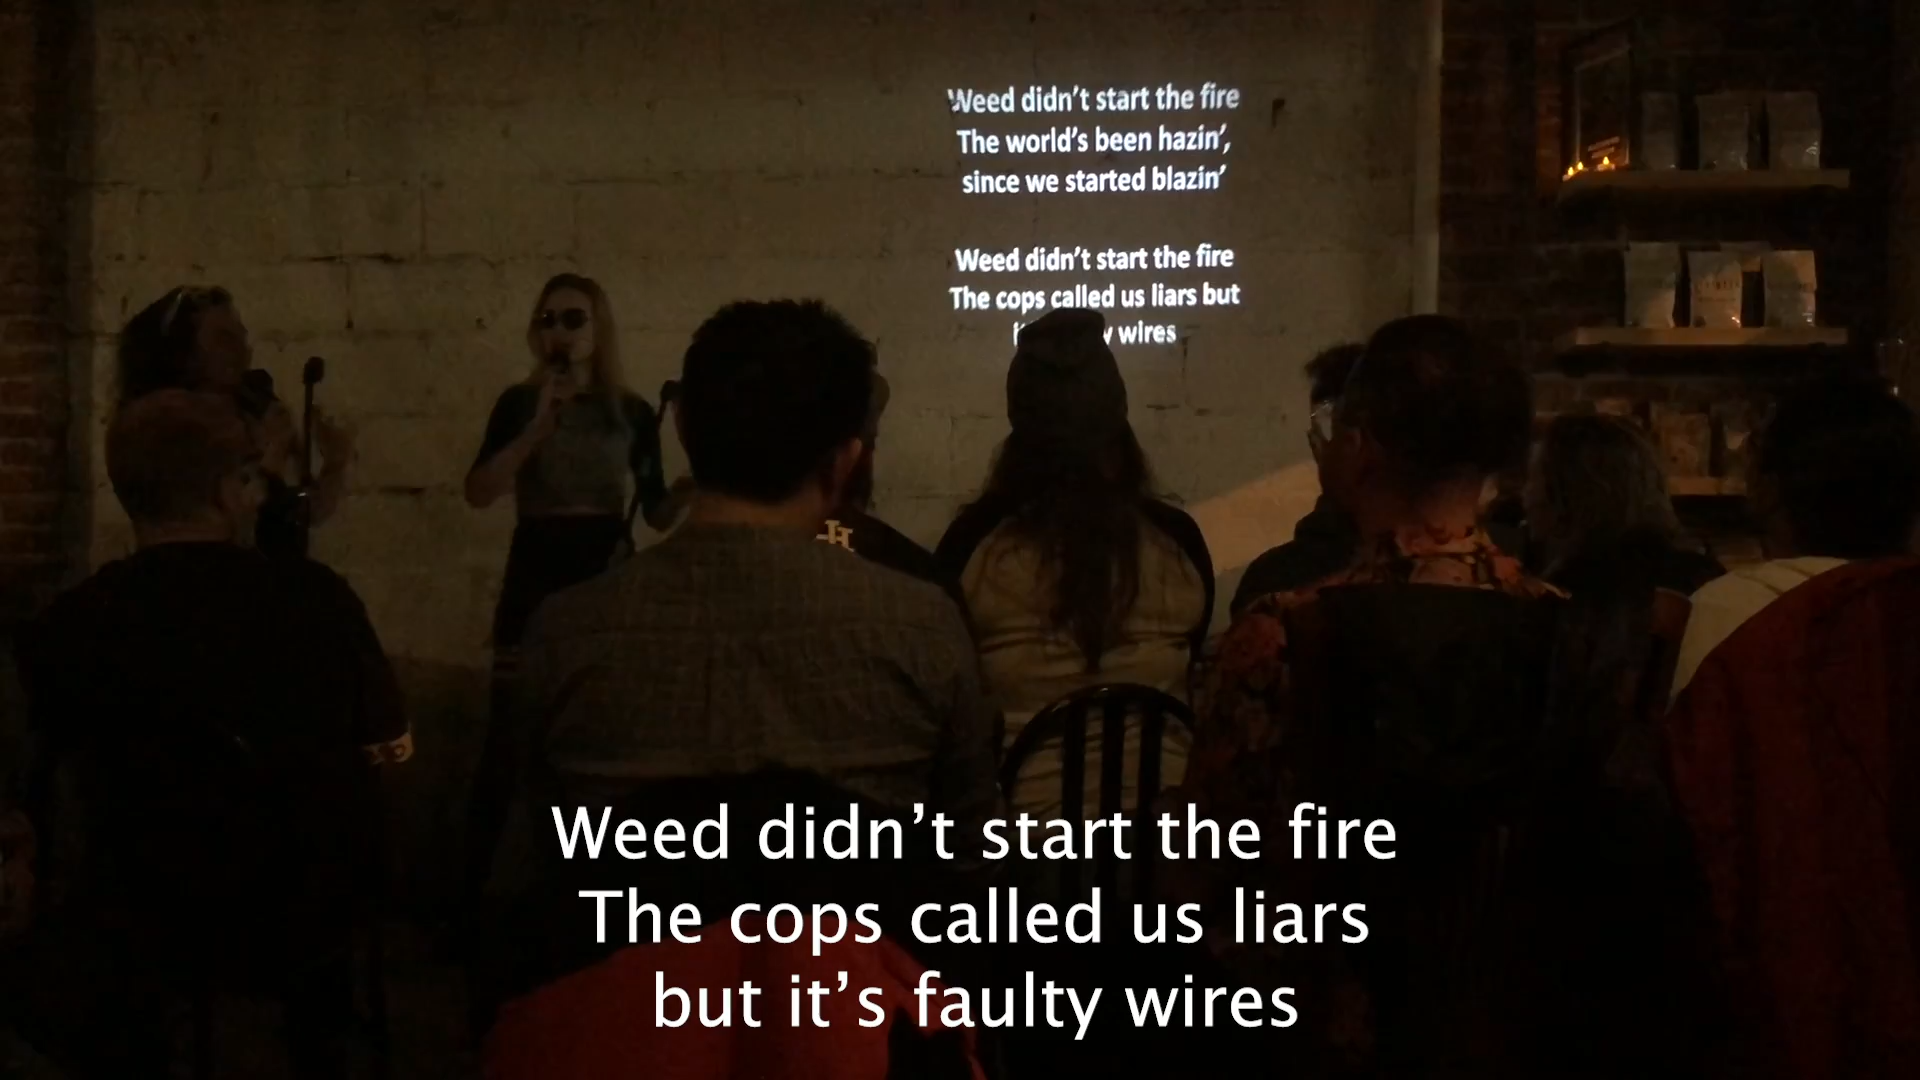 Weed didn't start the fire
The world's been hazin',
since we started blazin'
Weed didn't start the fire
The cops called us liars but
wires
Weed didn't start the fire
The cops called us liars
but it's faulty wires